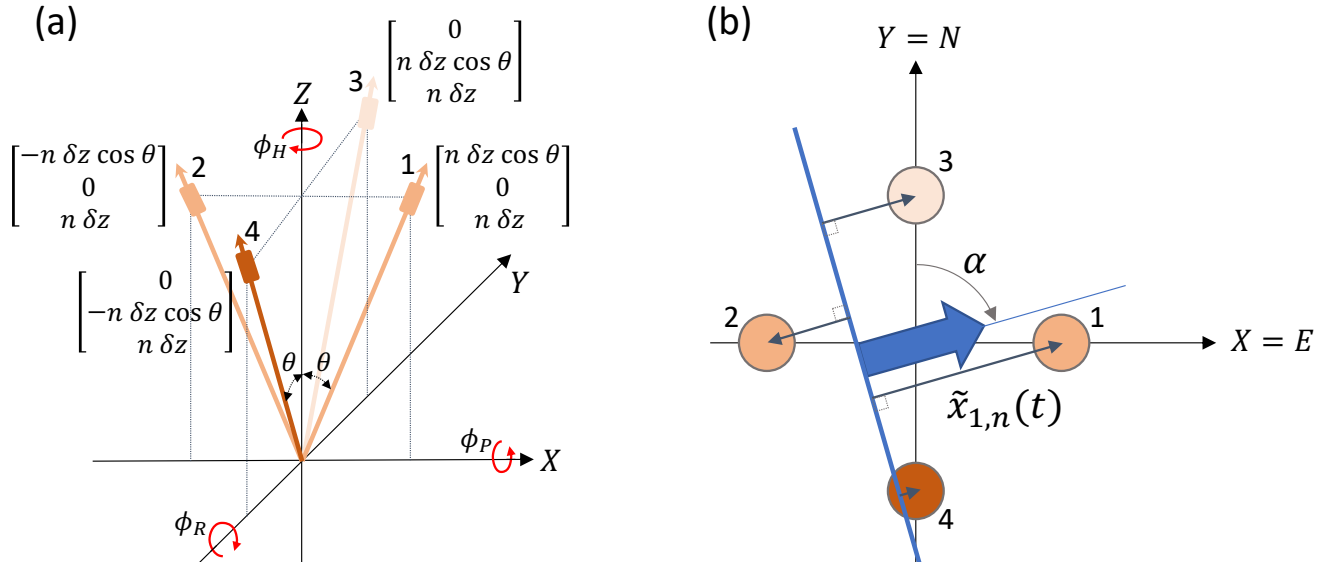 (a)
(b)
3
[0
n δz cos θ
n δz]
Z
ϕ_H
[−n δz cos θ
0
n δz]
2
1
[n δz cos θ
0
n δz]
4
[0
−n δz cos θ
n δz]
Y
θ
θ
ϕ_P
X
ϕ_R
Y = N
3
α
2
1
X = E
x̃_{1,n}(t)
4